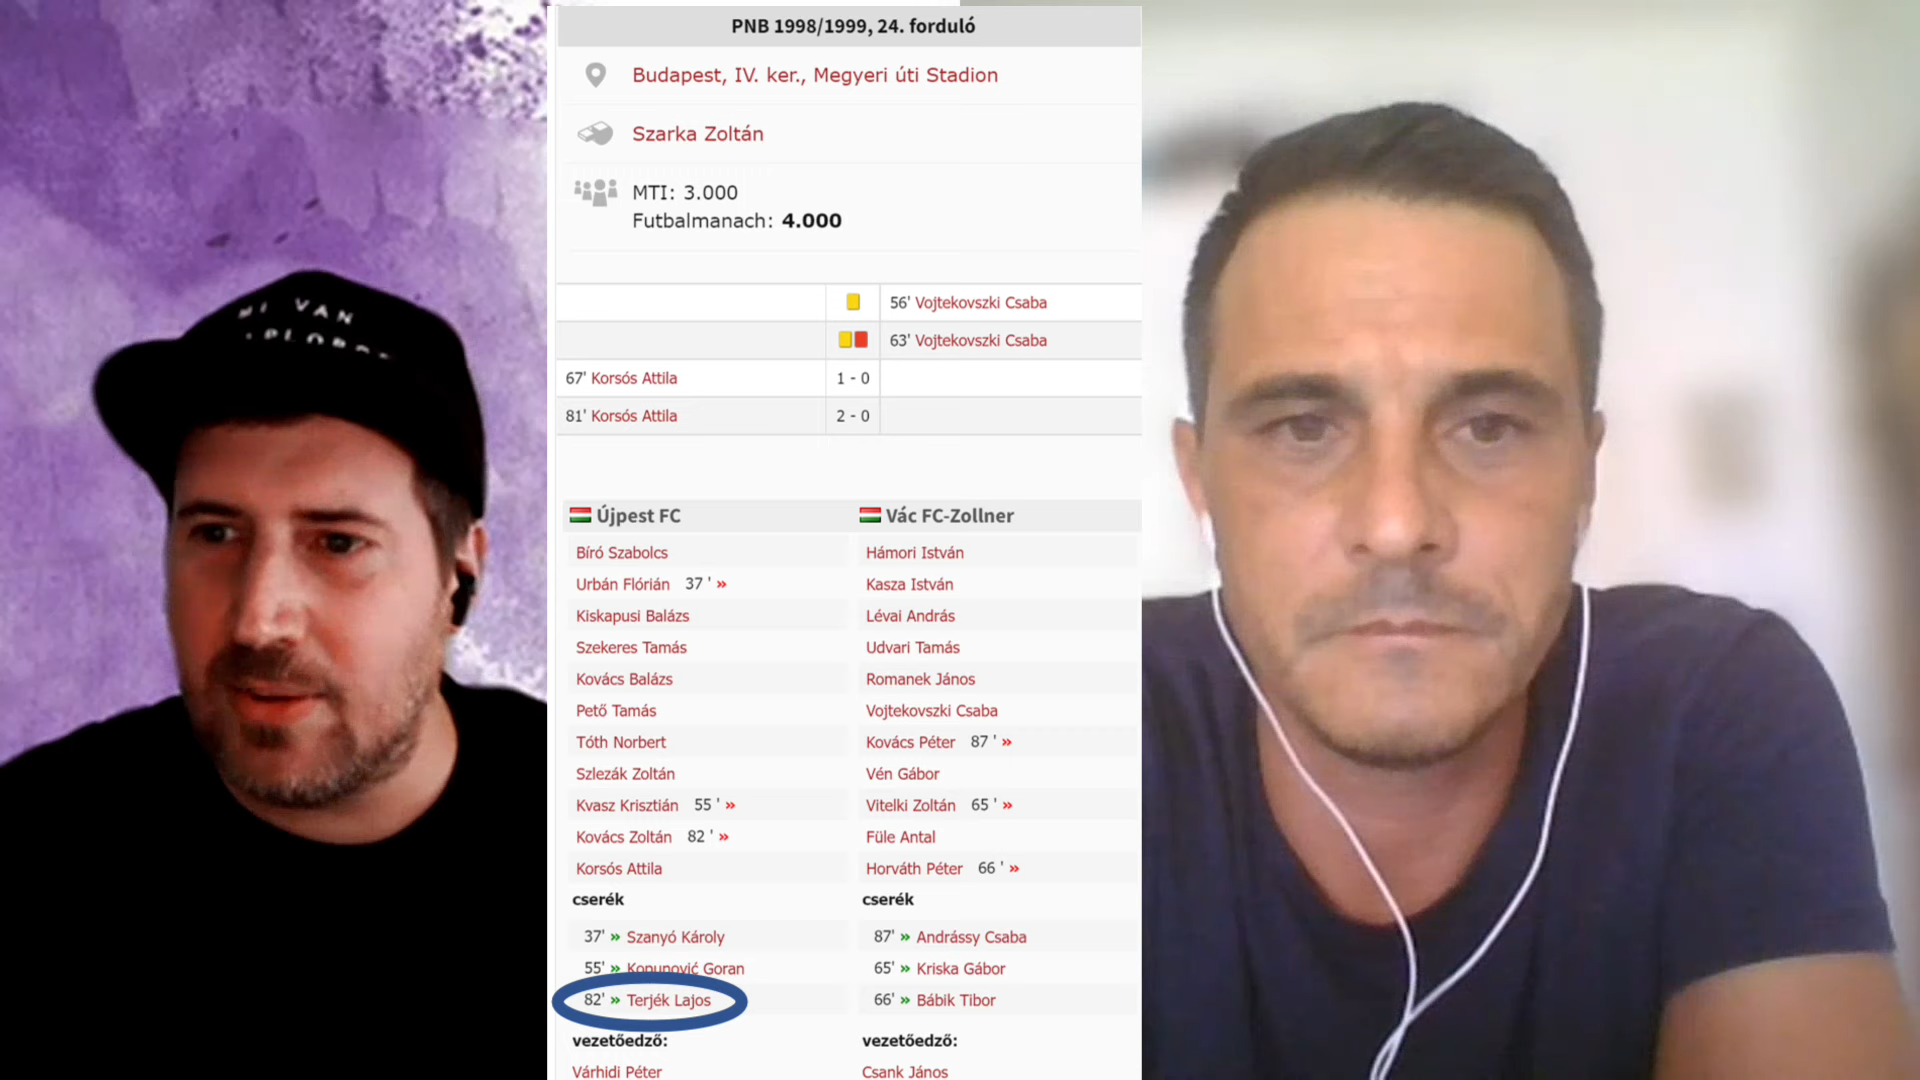 MI VAN
PNB 1998/1999, 24. forduló
Budapest, IV. ker., Megyeri úti Stadion
Szarka Zoltán
MTI: 3.000
Futbalmanach: 4.000
56' Vojtekovszki Csaba
63' Vojtekovszki Csaba
67' Korsós Attila 1 - 0
81' Korsós Attila 2 - 0
Újpest FC
Bíró Szabolcs
Urbán Flórián 37 ' »
Kiskapusi Balázs
Szekeres Tamás
Kovács Balázs
Pető Tamás
Tóth Norbert
Szlezák Zoltán
Kvasz Krisztián 55 ' »
Kovács Zoltán 82 ' »
Korsós Attila
cserék
37' » Szanyó Károly
55' » Kopunović Goran
82' » Terjék Lajos
vezetőedző:
Várhidi Péter
Vác FC-Zollner
Hámori István
Kasza István
Lévai András
Udvari Tamás
Romanek János
Vojtekovszki Csaba
Kovács Péter 87 ' »
Vén Gábor
Vitelki Zoltán 65 ' »
Füle Antal
Horváth Péter 66 ' »
cserék
87' » Andrássy Csaba
65' » Kriska Gábor
66' » Bábik Tibor
vezetőedző:
Csank János